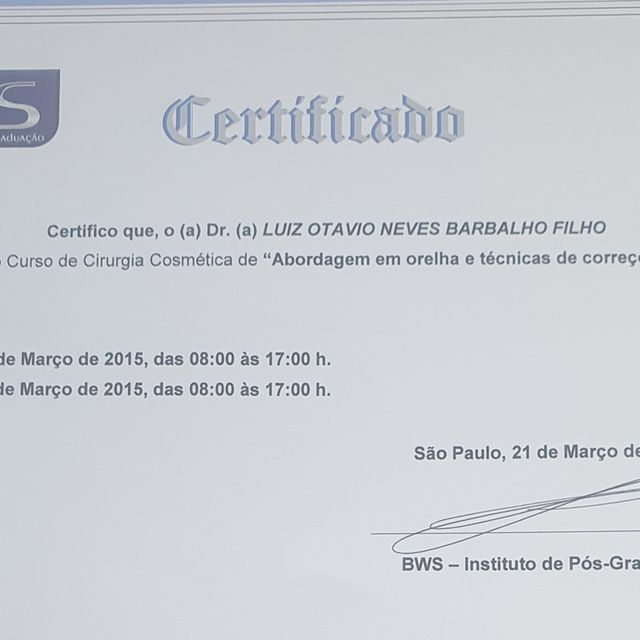 S
ADUAÇÃO
Certificado
Certifico que, o (a) Dr. (a) LUIZ OTAVIO NEVES BARBALHO FILHO
Curso de Cirurgia Cosmética de “Abordagem em orelha e técnicas de correç
de Março de 2015, das 08:00 às 17:00 h.
de Março de 2015, das 08:00 às 17:00 h.
São Paulo, 21 de Março de
BWS – Instituto de Pós-Gra